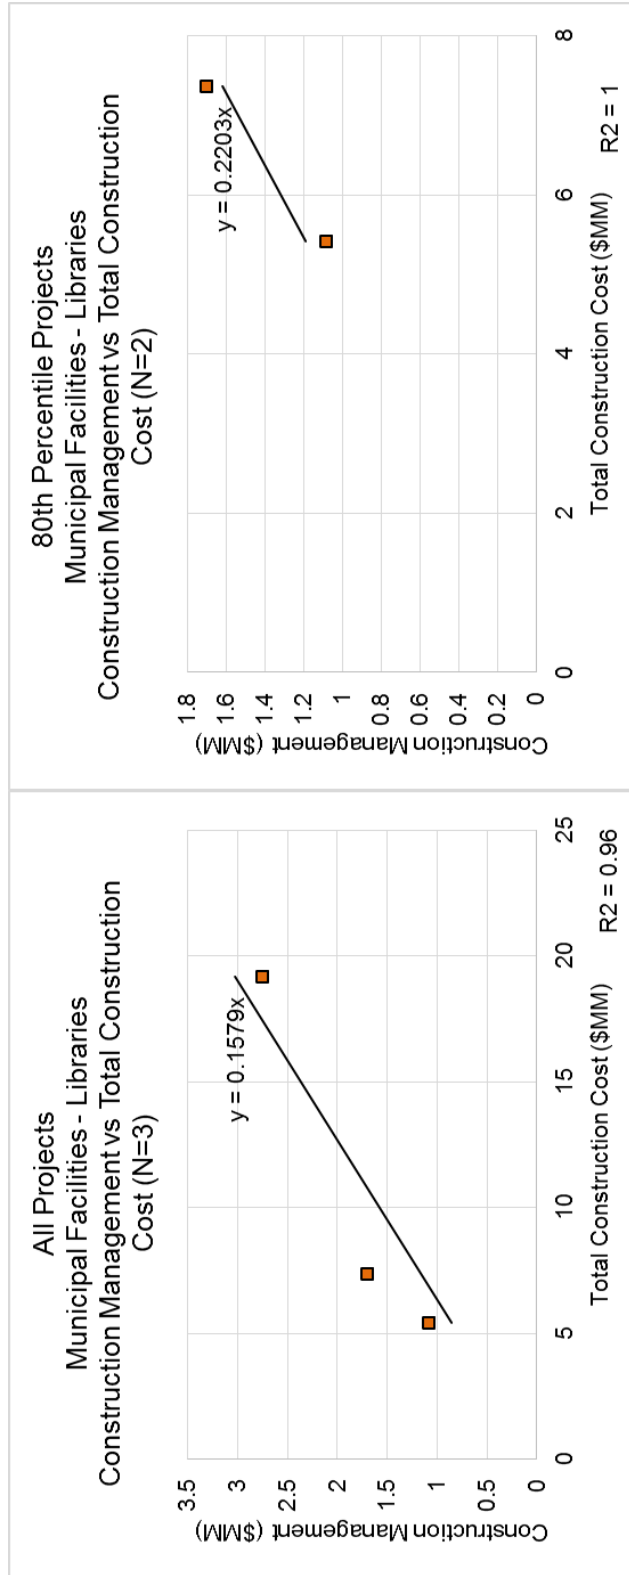 All Projects
Municipal Facilities - Libraries
Construction Management vs Total Construction
Cost (N=3)
3.5
3
2.5
2
1.5
1
0.5
0
Construction Management ($MM)
y = 0.1579x
0 5 10 15 20 25
Total Construction Cost ($MM)
R2 = 0.96
80th Percentile Projects
Municipal Facilities - Libraries
Construction Management vs Total Construction
Cost (N=2)
1.8
1.6
1.4
1.2
1
0.8
0.6
0.4
0.2
0
Construction Management ($MM)
y = 0.2203x
0 2 4 6 8
Total Construction Cost ($MM)
R2 = 1